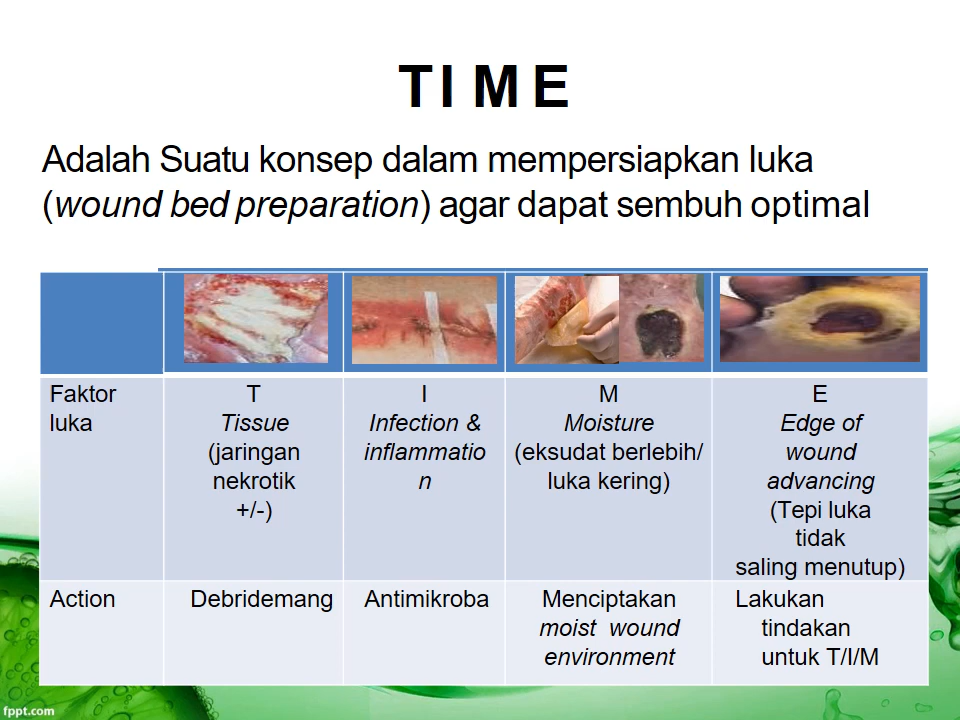 TIME
Adalah Suatu konsep dalam mempersiapkan luka
(wound bed preparation) agar dapat sembuh optimal
Faktor
luka
T
Tissue
(jaringan
nekrotik
+/-)
I
Infection &
inflammatio
n
M
Moisture
(eksudat berlebih/
luka kering)
E
Edge of
wound
advancing
(Tepi luka
tidak
saling menutup)
Action
Debridemang
Antimikroba
Menciptakan
moist wound
environment
Lakukan
tindakan
untuk T/I/M
fppt.com